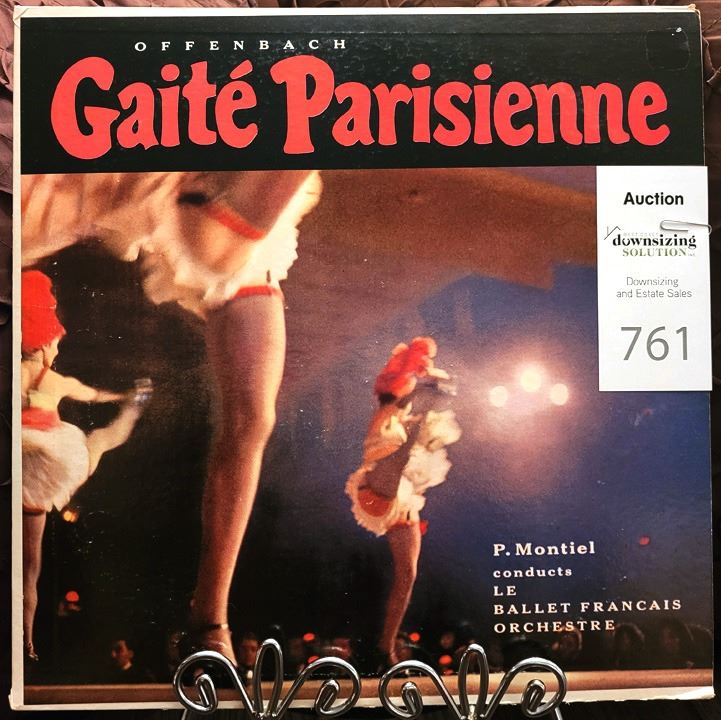 OFFENBACH
Gaité Parisienne
Auction
downsizing
SOLUTION
Downsizing
and Estate Sales
761
P. Montiel
conducts
LE
BALLET FRANCAIS
ORCHESTRE